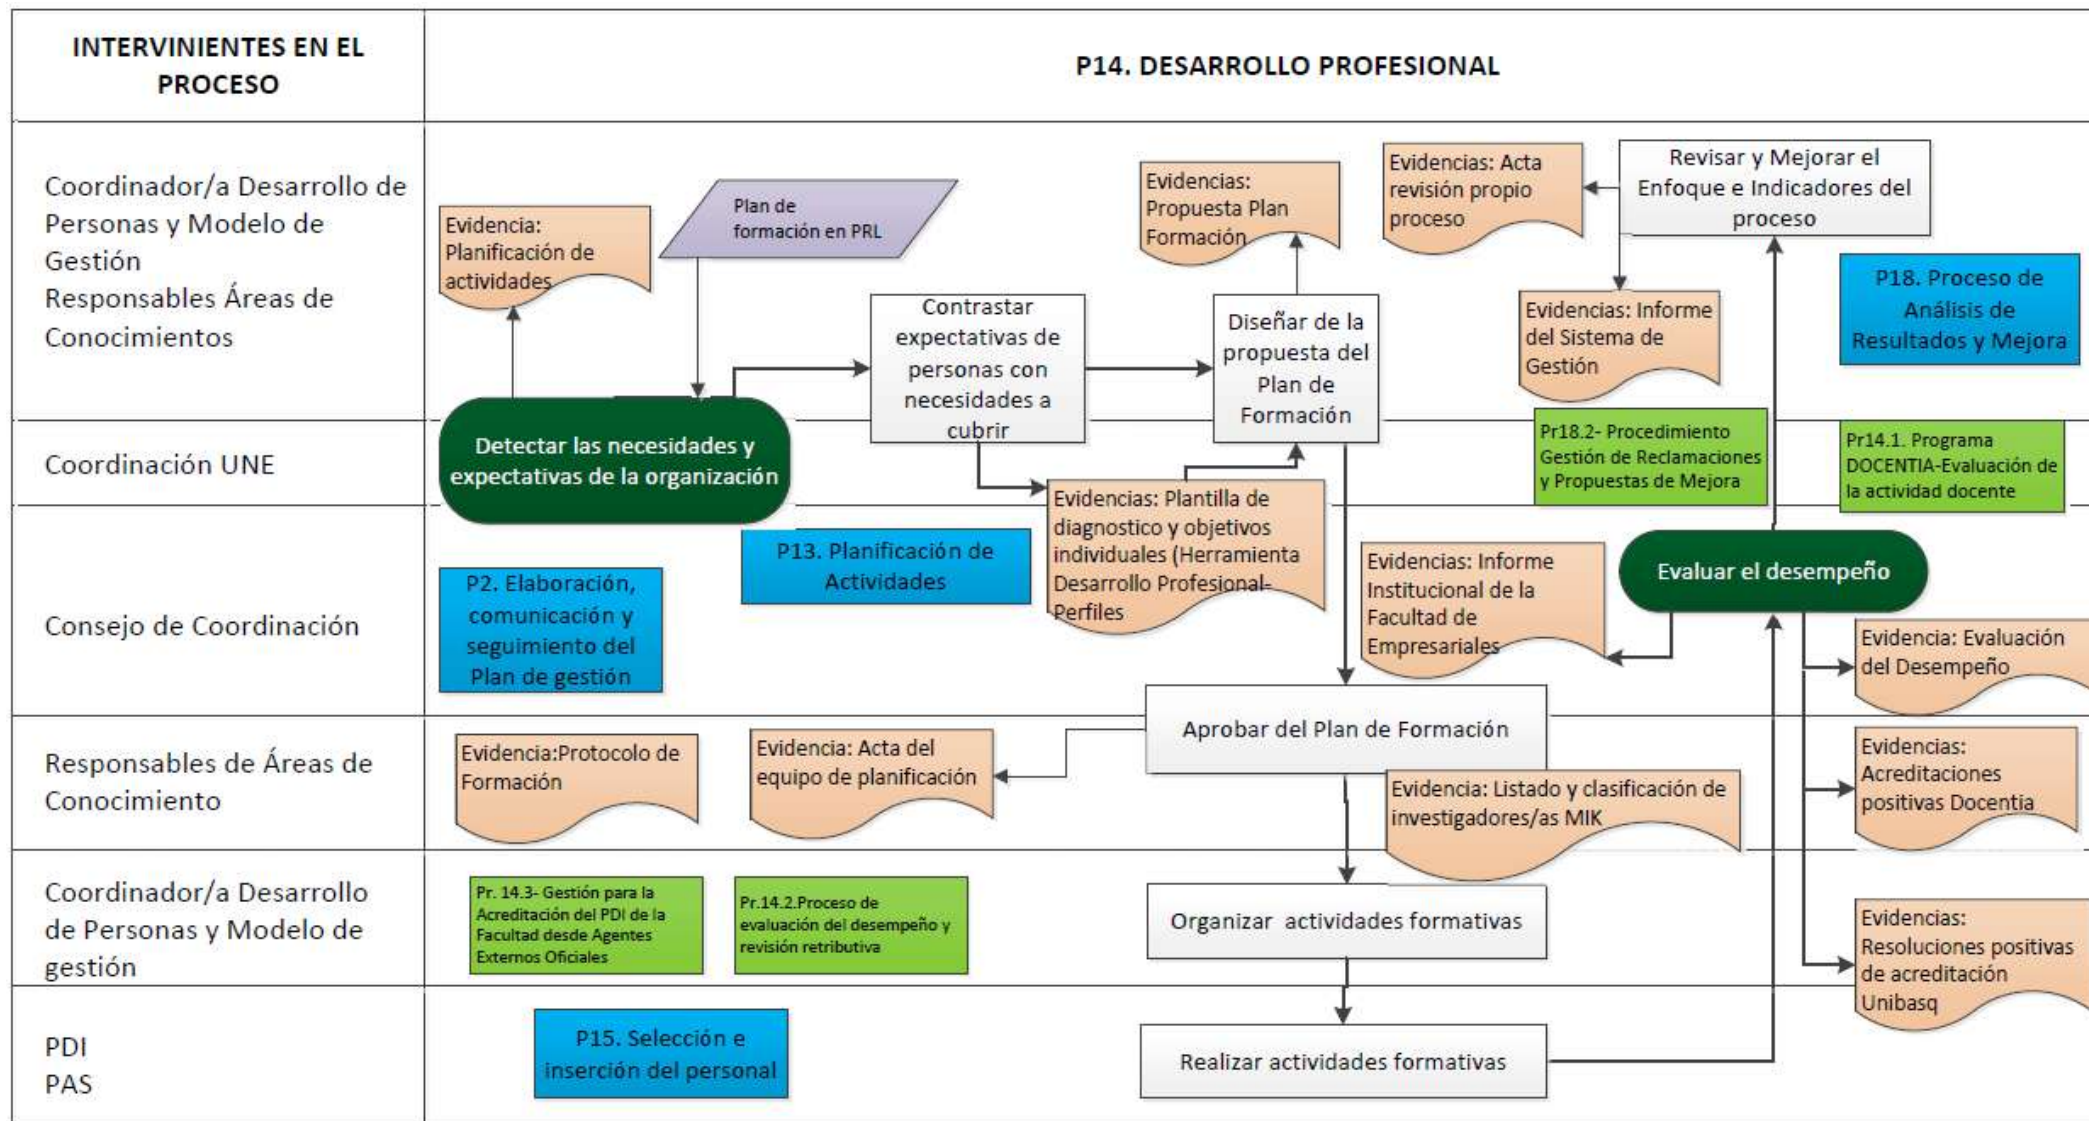 INTERVINIENTES EN EL
PROCESO
P14. DESARROLLO PROFESIONAL
Coordinador/a Desarrollo de
Personas y Modelo de
Gestión
Responsables Áreas de
Conocimientos
Evidencia:
Planificación de
actividades
Plan de
formación en PRL
Contrastar
expectativas de
personas con
necesidades a
cubrir
Evidencias:
Propuesta Plan
Formación
Diseñar de la
propuesta del
Plan de
Formación
Evidencias: Acta
revisión propio
proceso
Revisar y Mejorar el
Enfoque e Indicadores del
proceso
Evidencias: Informe
del Sistema de
Gestión
P18. Proceso de
Análisis de
Resultados y Mejora
Coordinación UNE
Detectar las necesidades y
expectativas de la organización
Pr18.2- Procedimiento
Gestión de Reclamaciones
y Propuestas de Mejora
Pr14.1. Programa
DOCENTIA-Evaluación de
la actividad docente
Consejo de Coordinación
P2. Elaboración,
comunicación y
seguimiento del
Plan de gestión
P13. Planificación de
Actividades
Evidencias: Plantilla de
diagnostico y objetivos
individuales (Herramienta
Desarrollo Profesional-
Perfiles
Evidencias: Informe
Institucional de la
Facultad de
Empresariales
Evaluar el desempeño
Evidencia: Evaluación
del Desempeño
Responsables de Áreas de
Conocimiento
Evidencia:Protocolo de
Formación
Evidencia: Acta del
equipo de planificación
Aprobar del Plan de Formación
Evidencia: Listado y clasificación de
investigadores/as MIK
Evidencias:
Acreditaciones
positivas Docentia
Coordinador/a Desarrollo
de Personas y Modelo de
gestión
Pr. 14.3- Gestión para la
Acreditación del PDI de la
Facultad desde Agentes
Externos Oficiales
Pr.14.2.Proceso de
evaluación del desempeño y
revisión retributiva
Organizar actividades formativas
Evidencias:
Resoluciones positivas
de acreditación
Unibasq
PDI
PAS
P15. Selección e
inserción del personal
Realizar actividades formativas